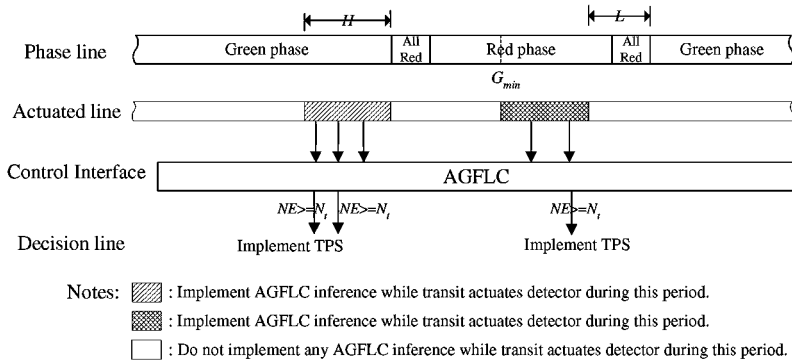 H
L
Phase line
Green phase
All
Red
Red phase
All
Red
Green phase
G_min
Actuated line
Control Interface
AGFLC
NE>=N_t
NE>=N_t
NE>=N_t
Decision line
Implement TPS
Implement TPS
Notes:
: Implement AGFLC inference while transit actuates detector during this period.
: Implement AGFLC inference while transit actuates detector during this period.
: Do not implement any AGFLC inference while transit actuates detector during this period.